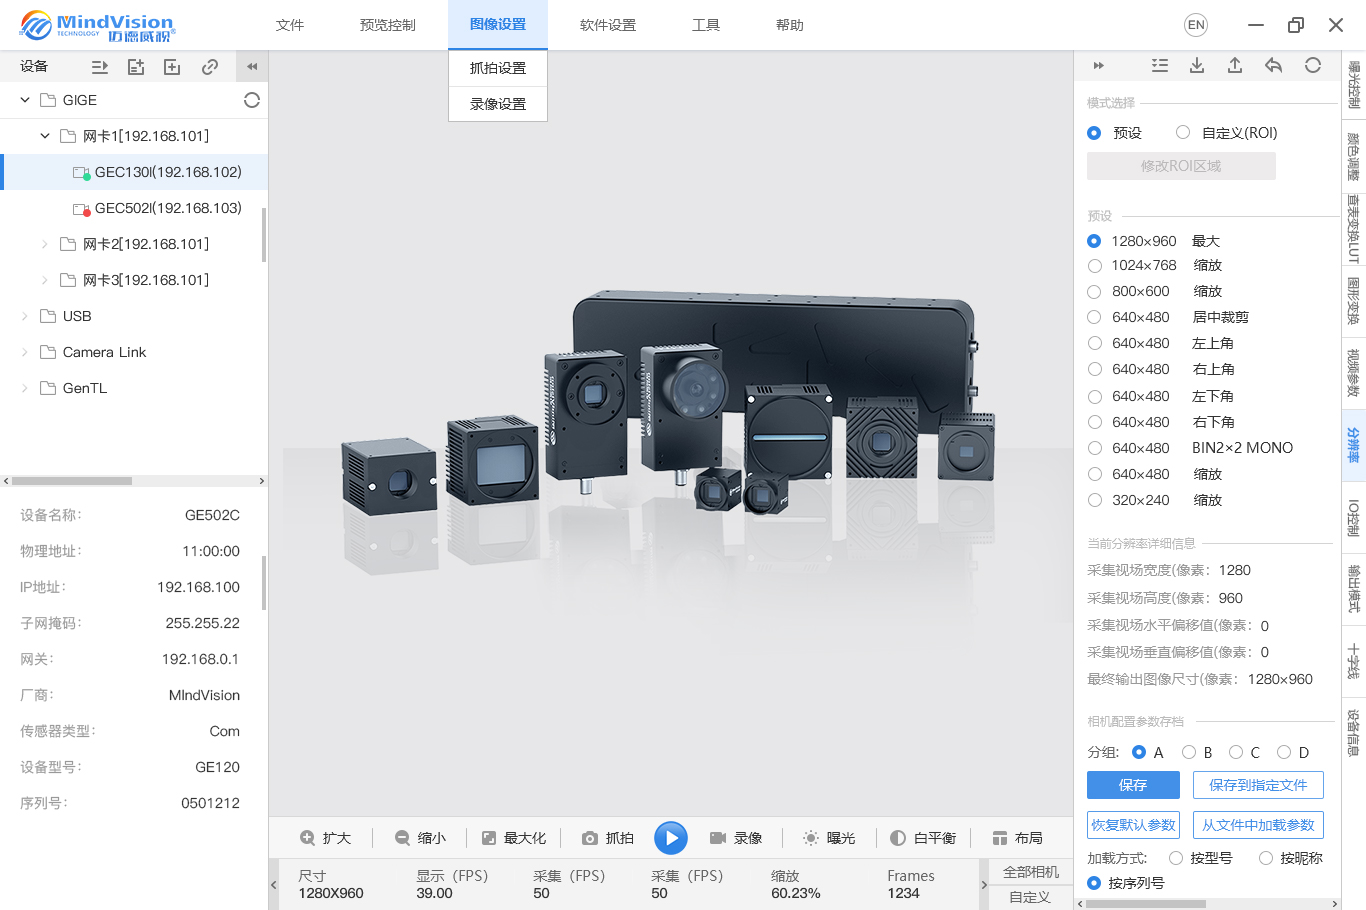 MindVision
TECHNOLOGY 迈德威视®
文件 预览控制 图像设置 软件设置 工具 帮助 EN
抓拍设置
录像设置
设备
GIGE
网卡1[192.168.101]
GEC130I(192.168.102)
GEC502I(192.168.103)
网卡2[192.168.101]
网卡3[192.168.101]
USB
Camera Link
GenTL
设备名称: GE502C
物理地址: 11:00:00
IP地址: 192.168.100
子网掩码: 255.255.22
网关: 192.168.0.1
厂商: MIndVision
传感器类型: Com
设备型号: GE120
序列号: 0501212
扩大 缩小 最大化 抓拍 录像 曝光 白平衡 布局
尺寸 显示（FPS） 采集（FPS） 采集（FPS） 缩放 Frames
1280X960 39.00 50 50 60.23% 1234
全部相机
自定义
模式选择
预设 自定义(ROI)
修改ROI区域
预设
1280×960 最大
1024×768 缩放
800×600 缩放
640×480 居中裁剪
640×480 左上角
640×480 右上角
640×480 左下角
640×480 右下角
640×480 BIN2×2 MONO
640×480 缩放
320×240 缩放
当前分辨率详细信息
采集视场宽度(像素: 1280
采集视场高度(像素: 960
采集视场水平偏移值(像素: 0
采集视场垂直偏移值(像素: 0
最终输出图像尺寸(像素: 1280×960
相机配置参数存档
分组: A B C D
保存 保存到指定文件
恢复默认参数 从文件中加载参数
加载方式: 按型号 按昵称
按序列号
曝光控制
颜色调整
查表变换LUT
图形变换
视频参数
分辨率
IO控制
输出模式
十字线
设备信息